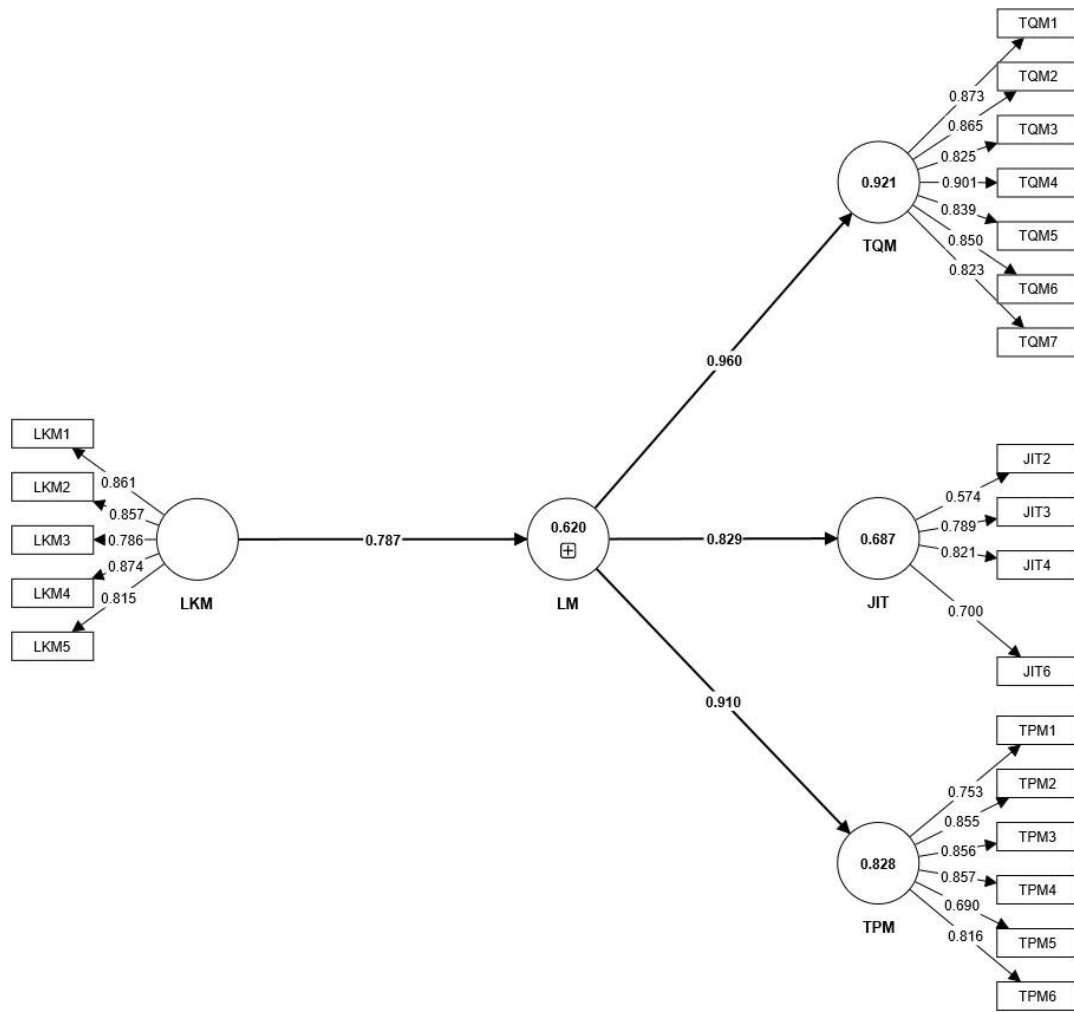 TQM1
TQM2
0.873
0.865
TQM3
0.825
0.921
0.901
TQM4
0.839
TQM5
TQM
0.850
0.823
TQM6
TQM7
0.960
LKM1
JIT2
0.861
LKM2
0.574
0.857
JIT3
0.789
0.620
LKM3
0.786
0.787
0.829
0.687
0.821
JIT4
0.874
LKM4
0.815
LKM
LM
JIT
0.700
LKM5
JIT6
0.910
TPM1
0.753
TPM2
0.855
TPM3
0.856
0.828
0.857
TPM4
0.690
TPM
0.816
TPM5
TPM6